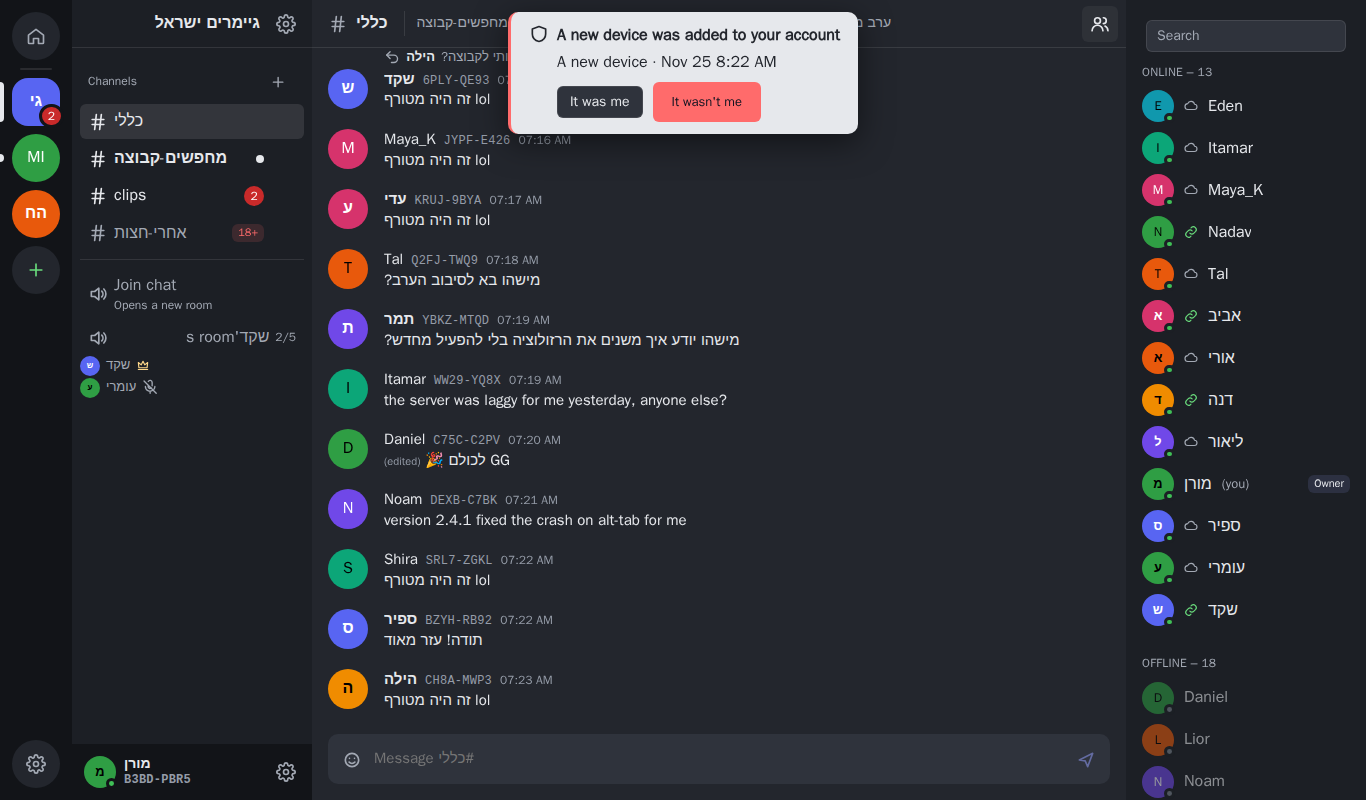 גי
2
MI
הח
גיימרים ישראל
Channels
כללי
מחפשים-קבוצה
clips
2
אחרי-חצות
18+
Join chat
Opens a new room
שקד's room
2/5
שקד
עומרי
מורן
B3BD-PBR5
כללי
מחפשים-קבוצה
ערב
A new device was added to your account
A new device · Nov 25 8:22 AM
It was me
It wasn't me
הילה
לקבוצה?
ש
שקד 6PLY-QE93
זה היה מטורף lol
M
Maya_K JYPF-E426 07:16 AM
זה היה מטורף lol
ע
עדי KRUJ-9BYA 07:17 AM
זה היה מטורף lol
T
Tal Q2FJ-TWQ9 07:18 AM
מישהו בא לסיבוב הערב?
ת
תמר YBKZ-MTQD 07:19 AM
מישהו יודע איך משנים את הרזולוציה בלי להפעיל מחדש?
I
Itamar WW29-YQ8X 07:19 AM
the server was laggy for me yesterday, anyone else?
D
Daniel C75C-C2PV 07:20 AM
GG לכולם 🎉 (edited)
N
Noam DEXB-C7BK 07:21 AM
version 2.4.1 fixed the crash on alt-tab for me
S
Shira SRL7-ZGKL 07:22 AM
זה היה מטורף lol
ס
ספיר BZYH-RB92 07:22 AM
תודה! עזר מאוד
ה
הילה CH8A-MWP3 07:23 AM
זה היה מטורף lol
Message #כללי
Search
ONLINE — 13
E Eden
I Itamar
M Maya_K
N Nadav
T Tal
א אביב
א אורי
ד דנה
ל ליאור
מ מורן (you) Owner
ס ספיר
ע עומרי
ש שקד
OFFLINE — 18
D Daniel
L Lior
N Noam